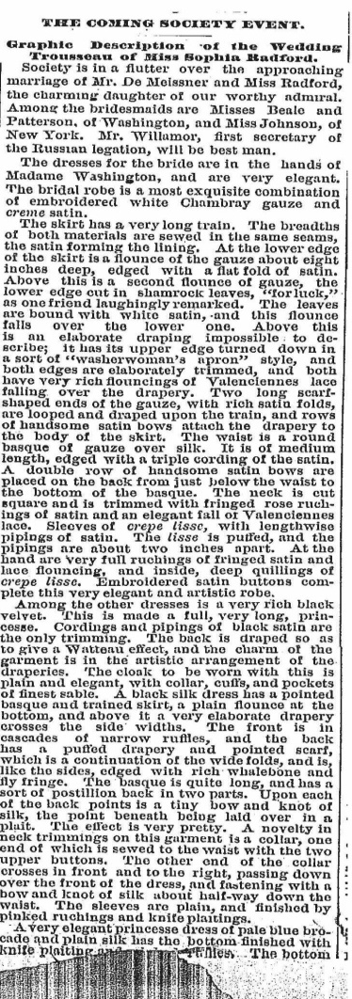 THE COMING SOCIETY EVENT.
Graphic Description of the Wedding
Trousseau of Miss Sophia Radford.
Society is in a flutter over the approaching
marriage of Mr. De Meissner and Miss Radford,
the charming daughter of our worthy admiral.
Among the bridesmaids are Misses Beale and
Patterson, of Washington, and Miss Johnson, of
New York. Mr. Willamor, first secretary of
the Russian legation, will be best man.
The dresses for the bride are in the hands of
Madame Washington, and are very elegant.
The bridal robe is a most exquisite combination
of embroidered white Chambray gauze and
creme satin.
The skirt has a very long train. The breadths
of both materials are sewed in the same seams,
the satin forming the lining. At the lower edge
of the skirt is a flounce of the gauze about eight
inches deep, edged with a flat fold of satin.
Above this is a second flounce of gauze, the
lower edge cut in shamrock leaves, "for luck,"
as one friend laughingly remarked. The leaves
are bound with white satin, and this flounce
falls over the lower one. Above this
is an elaborate draping impossible to de-
scribe; it has its upper edge turned down in
a sort of "washerwoman's apron" style, and
both edges are elaborately trimmed, and both
have very rich flouncings of Valenciennes lace
falling over the drapery. Two long scarf-
shaped ends of the gauze, with rich satin folds,
are looped and draped upon the train, and rows
of handsome satin bows attach the drapery to
the body of the skirt. The waist is a round
basque of gauze over silk. It is of medium
length, edged with a triple cording of the satin.
A double row of handsome satin bows are
placed on the back from just below the waist to
the bottom of the basque. The neck is cut
square and is trimmed with fringed rose ruch-
ings of satin and an elegant fall of Valenciennes
lace. Sleeves of crepe lisse, with lengthwise
pipings of satin. The lisse is puffed, and the
pipings are about two inches apart. At the
hand are very full ruchings of fringed satin and
lace flouncing, and inside, deep quillings of
crepe lisse. Embroidered satin buttons com-
plete this very elegant and artistic robe.
Among the other dresses is a very rich black
velvet. This is made a full, very long, prin-
cesse. Cordings and pipings of black satin are
the only trimming. The back is draped so as
to give a Watteau effect, and the charm of the
garment is in the artistic arrangement of the
draperies. The cloak to be worn with this is
plain and elegant, with collar, cuffs, and pockets
of finest sable. A black silk dress has a pointed
basque and trained skirt, a plain flounce at the
bottom, and above it a very elaborate drapery
crosses the side widths. The front is in
cascades of narrow ruffles, and the back
has a puffed drapery and pointed scarf,
which is a continuation of the wide folds, and is,
like the sides, edged with rich whalebone and
fly fringe. The basque is quite long, and has a
sort of postillion back in two parts. Upon each
of the back points is a tiny bow and knot of
silk, the point beneath being laid over in a
plait. The effect is very pretty. A novelty in
neck trimmings on this garment is a collar, one
end of which is sewed to the waist with the two
upper buttons. The other end of the collar
crosses in front and to the right, passing down
over the front of the dress, and fastening with a
bow and knot of silk about half-way down the
waist. The sleeves are plain, and finished by
pinked ruchings and knife plaitings.
A very elegant princesse dress of pale blue bro-
cade and plain silk has the bottom finished with
knife plaiting and ruffles. The bottom